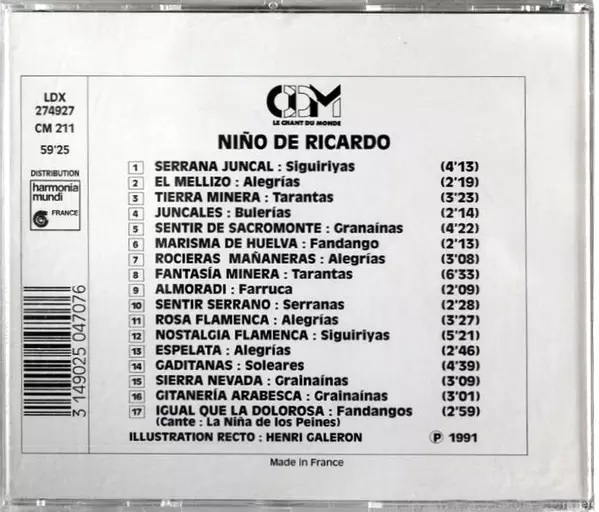 LDX
274927
CM 211
59'25
DISTRIBUTION
harmonia
mundi
FRANCE
3 149025 047076
CDM
LE CHANT DU MONDE
NIÑO DE RICARDO
1 SERRANA JUNCAL : Siguiriyas (4'13)
2 EL MELLIZO : Alegrías (2'19)
3 TIERRA MINERA : Tarantas (3'23)
4 JUNCALES : Bulerías (2'14)
5 SENTIR DE SACROMONTE : Granaínas (4'22)
6 MARISMA DE HUELVA : Fandango (2'13)
7 ROCIERAS MAÑANERAS : Alegrías (3'08)
8 FANTASÍA MINERA : Tarantas (6'33)
9 ALMORADI : Farruca (2'09)
10 SENTIR SERRANO : Serranas (2'28)
11 ROSA FLAMENCA : Alegrías (3'27)
12 NOSTALGIA FLAMENCA : Siguiriyas (5'21)
13 ESPELATA : Alegrías (2'46)
14 GADITANAS : Soleares (4'39)
15 SIERRA NEVADA : Grainaínas (3'09)
16 GITANERÍA ARABESCA : Grainaínas (3'01)
17 IGUAL QUE LA DOLOROSA : Fandangos (2'59)
(Cante : La Niña de los Peines)
ILLUSTRATION RECTO : HENRI GALERON ℗ 1991
Made in France